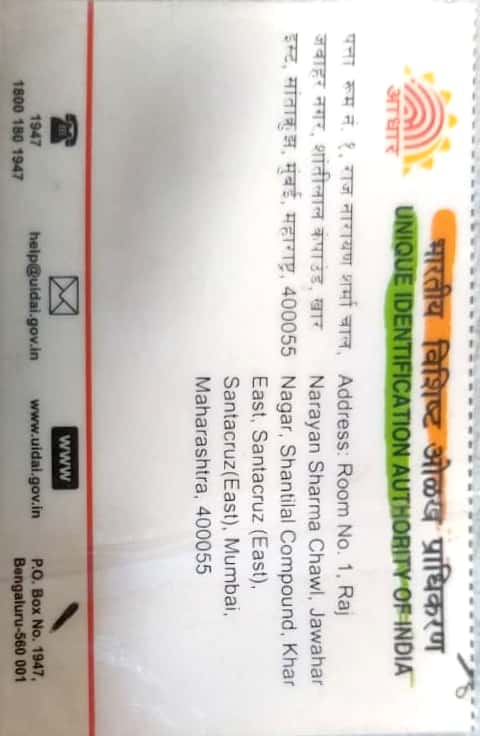 आधार
भारतीय विशिष्ट ओळख प्राधिकरण
UNIQUE IDENTIFICATION AUTHORITY OF INDIA
पत्ता रूम नं. १, राज नारायण शर्मा चाल,
जवाहर नगर, शांतीलाल कंपाउंड, खार
इस्ट, सांताक्रुझ, मुंबई, महाराष्ट्र, 400055
Address: Room No. 1, Raj
Narayan Sharma Chawl, Jawahar
Nagar, Shantilal Compound, Khar
East, Santacruz (East),
Santacruz(East), Mumbai,
Maharashtra, 400055
1947
1800 180 1947
help@uidai.gov.in
WWW
www.uidai.gov.in
P.O. Box No. 1947,
Bengaluru-560 001